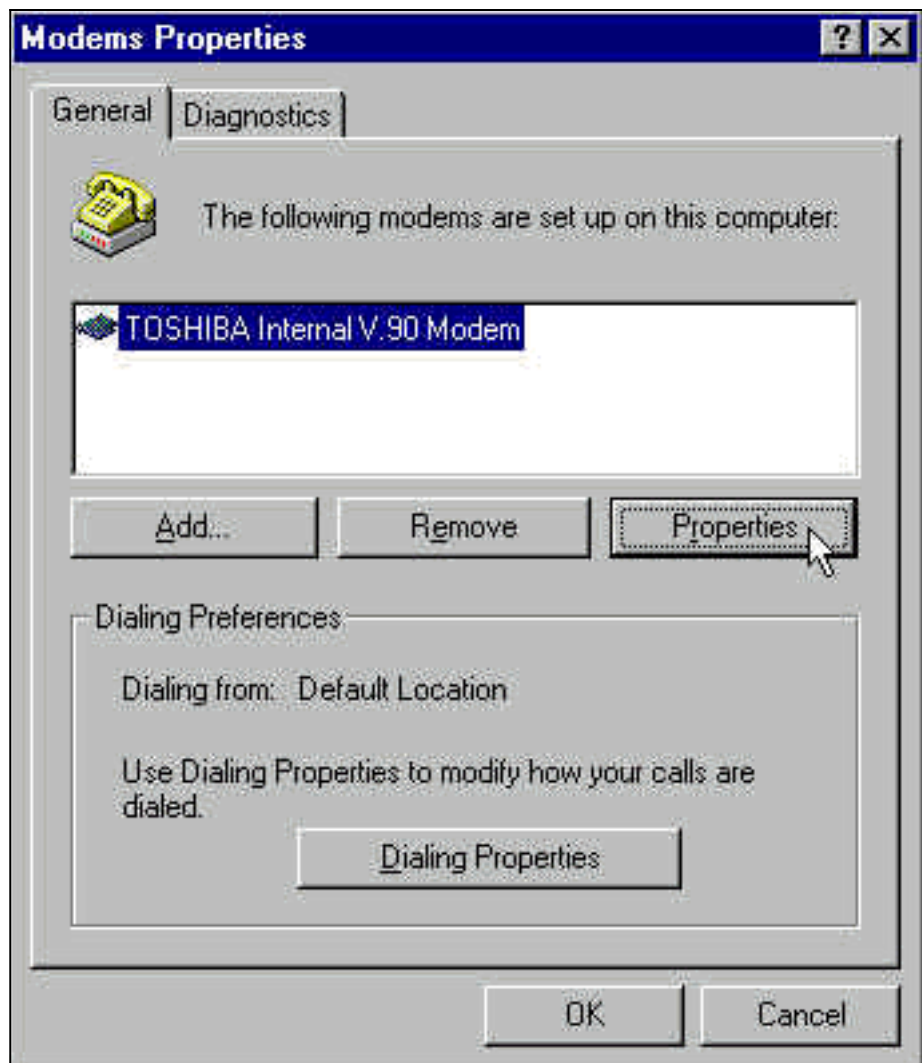 Modems Properties
General
Diagnostics
The following modems are set up on this computer:
TOSHIBA Internal V.90 Modem
Add...
Remove
Properties
Dialing Preferences
Dialing from: Default Location
Use Dialing Properties to modify how your calls are
dialed.
Dialing Properties
OK
Cancel